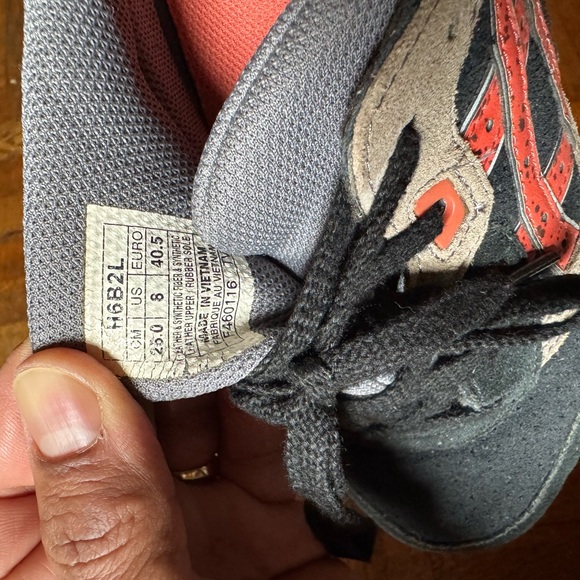 H6B2L
CM US EURO
25.0 8 40.5
LEATHER & SYNTHETIC FIBER & SYNTHETIC
LEATHER UPPER / RUBBER SOLE
MADE IN VIETNAM
FABRIQUE AU VIETNAM
F460116